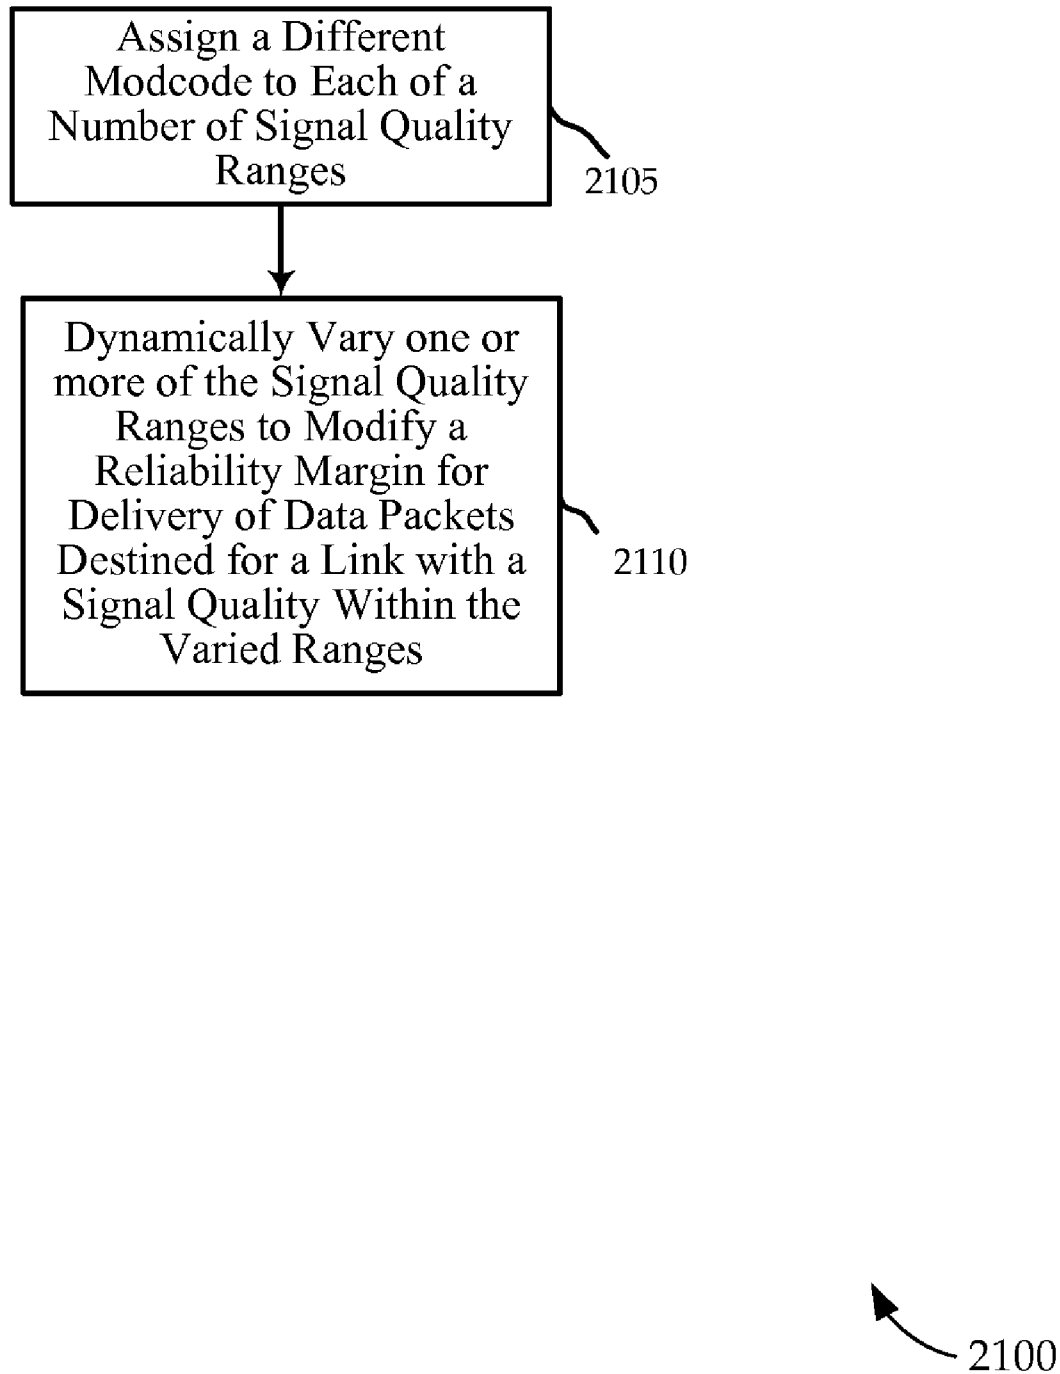 Assign a Different
Modcode to Each of a
Number of Signal Quality
Ranges
2105
Dynamically Vary one or
more of the Signal Quality
Ranges to Modify a
Reliability Margin for
Delivery of Data Packets
Destined for a Link with a
Signal Quality Within the
Varied Ranges
2110
2100